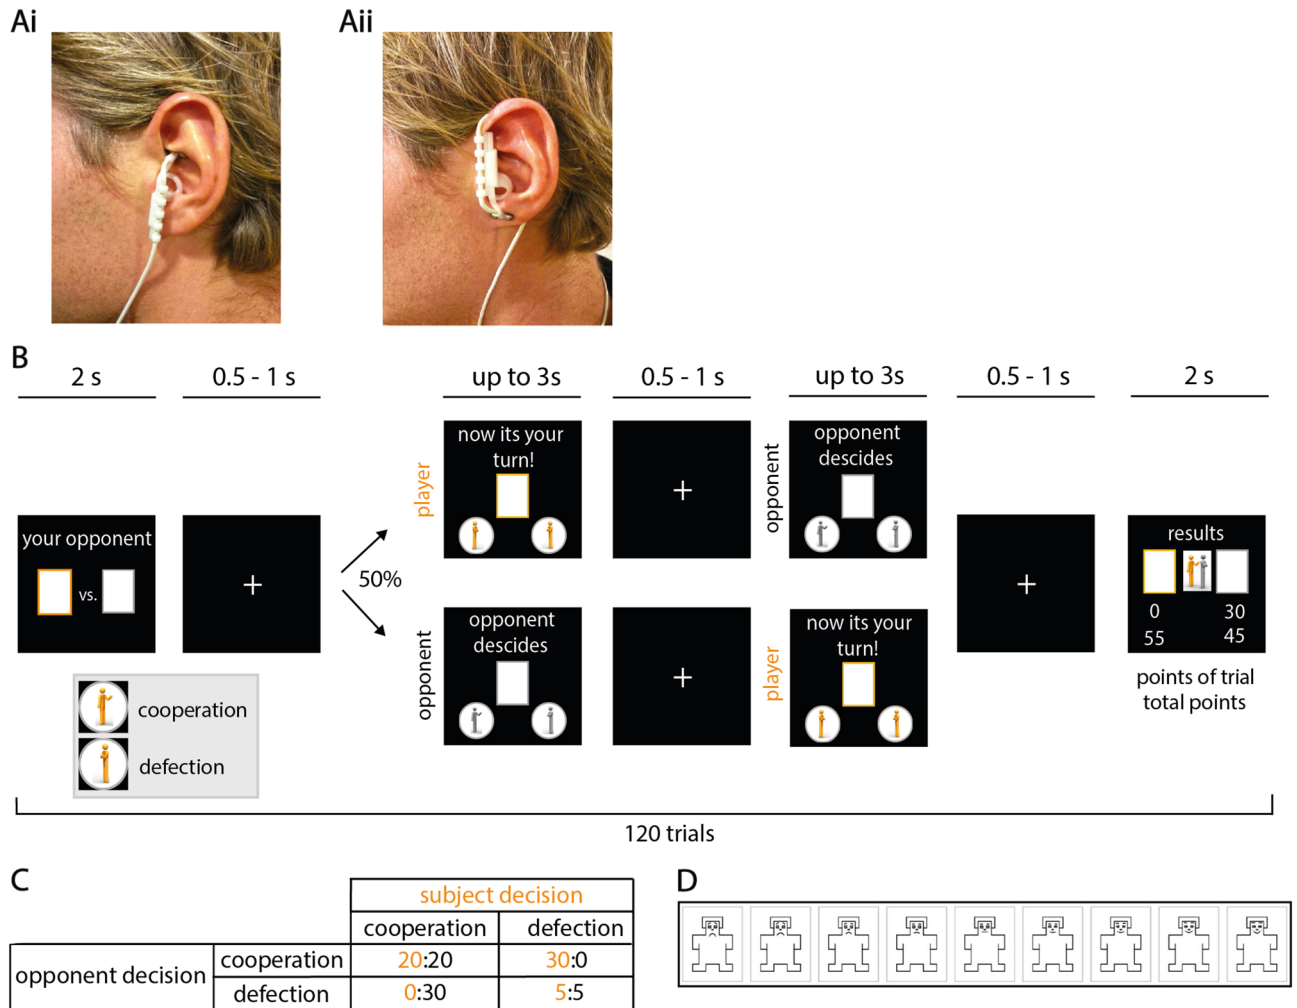 Ai
Aii
B
2 s
0.5 - 1 s
up to 3s
0.5 - 1 s
up to 3s
0.5 - 1 s
2 s
your opponent
vs.
50%
player
now its your
turn!
opponent
opponent
descides
opponent
opponent
descides
player
now its your
turn!
results
0 30
55 45
points of trial
total points
cooperation
defection
120 trials
C
subject decision
cooperation defection
opponent decision
cooperation 20:20 30:0
defection 0:30 5:5
D